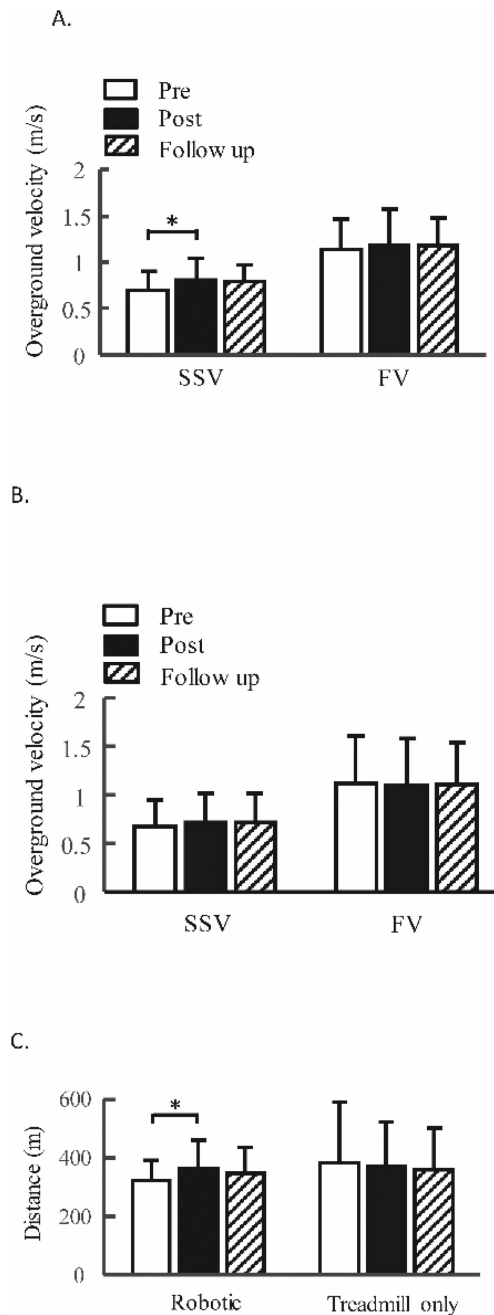 A.
Pre
Post
Follow up
Overground velocity (m/s)
2
1.5
*
1
0.5
0
SSV FV
B.
Pre
Post
Follow up
Overground velocity (m/s)
2
1.5
1
0.5
0
SSV FV
C.
Distance (m)
600
*
400
200
0
Robotic Treadmill only